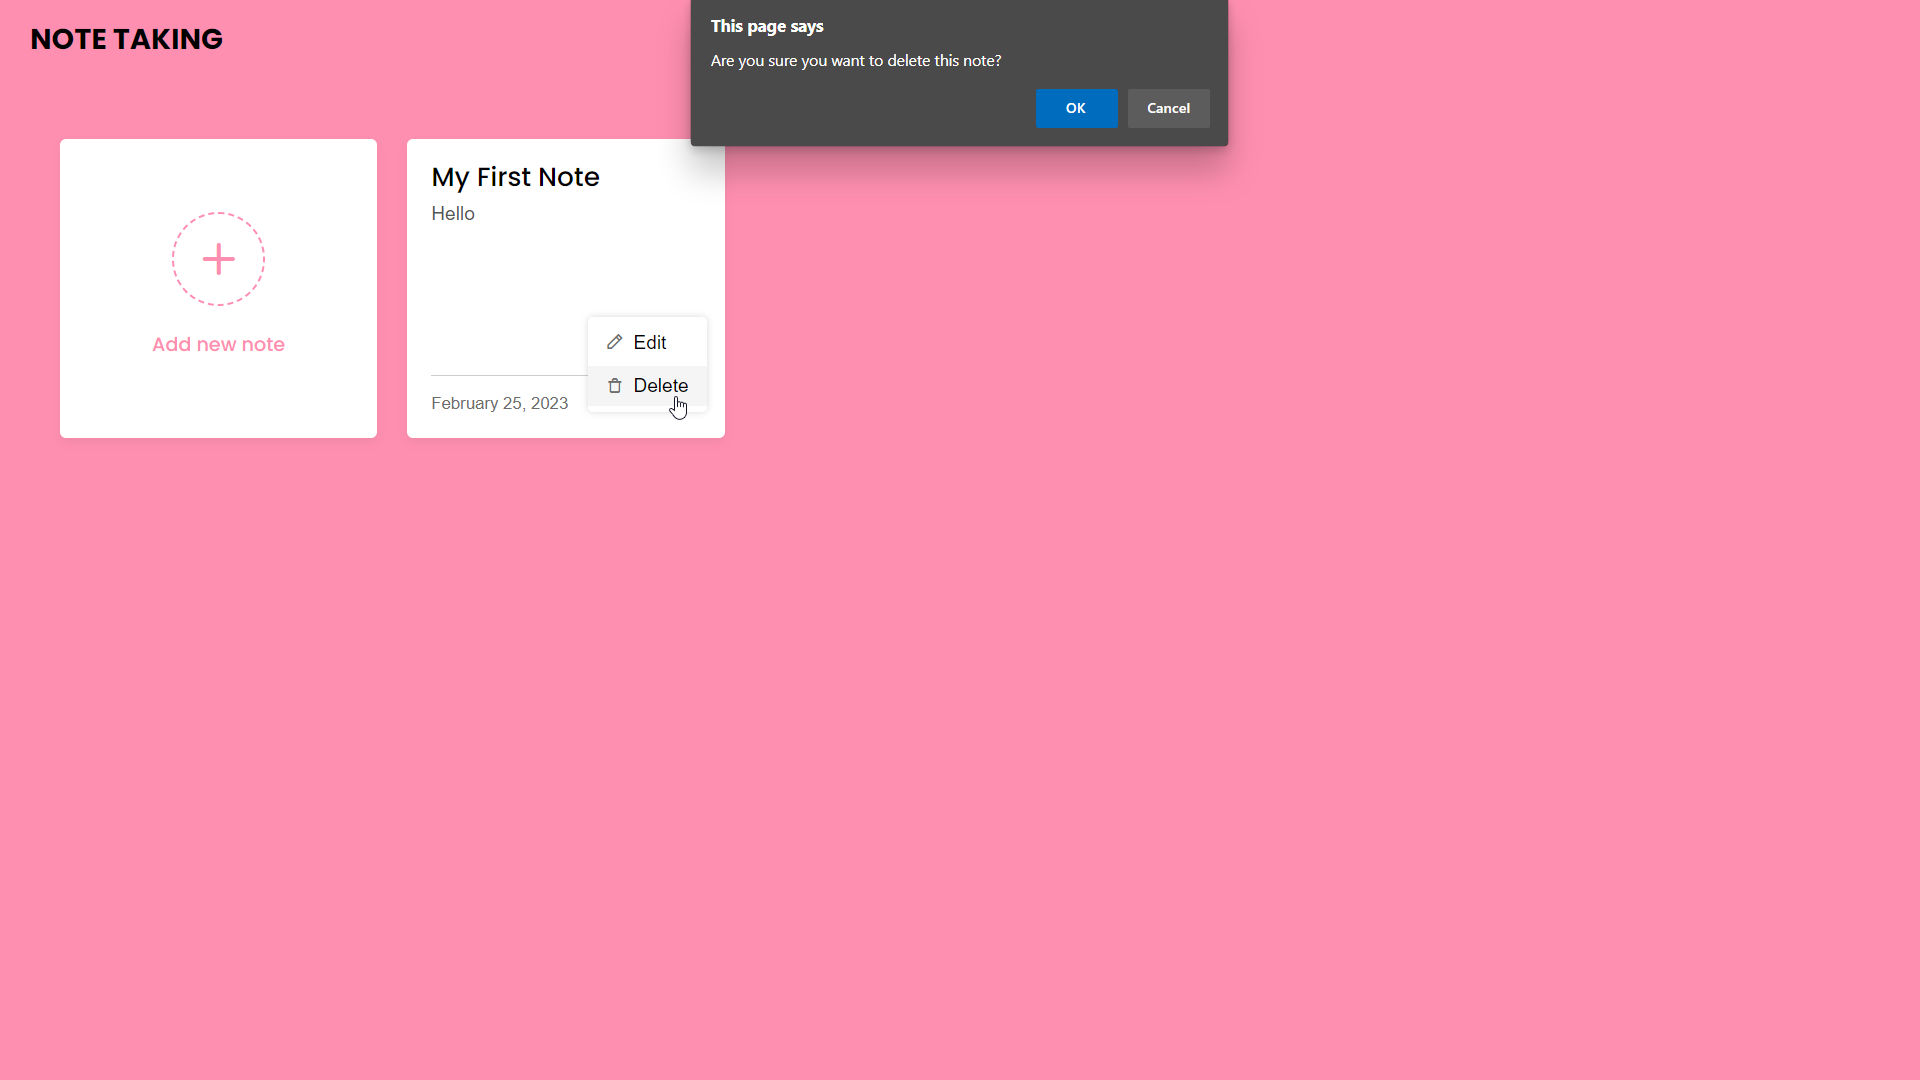 NOTE TAKING
This page says
Are you sure you want to delete this note?
OK
Cancel
Add new note
My First Note
Hello
Edit
Delete
February 25, 2023